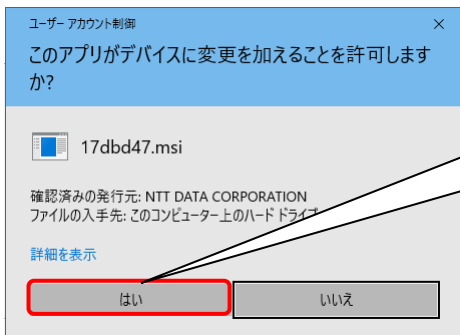 ユーザー アカウント制御
このアプリがデバイスに変更を加えることを許可します
か?
17dbd47.msi
確認済みの発行元: NTT DATA CORPORATION
ファイルの入手先: このコンピューター上のハード ドライブ
詳細を表示
はい
いいえ